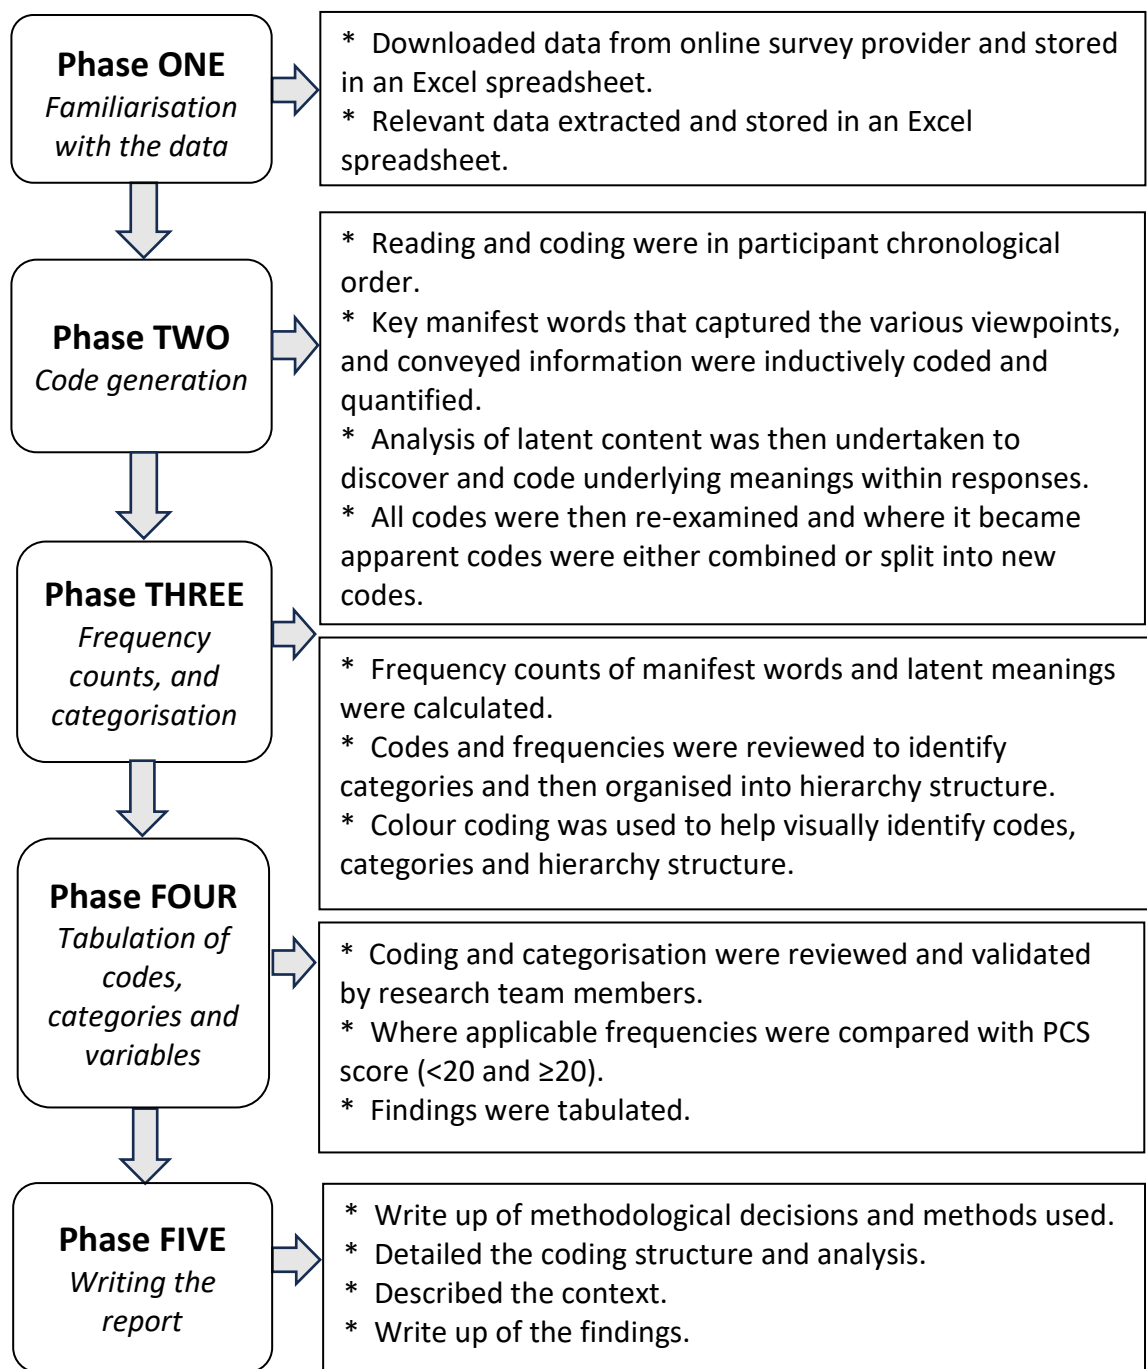 Phase ONE
Familiarisation
with the data
* Downloaded data from online survey provider and stored
in an Excel spreadsheet.
* Relevant data extracted and stored in an Excel
spreadsheet.
Phase TWO
Code generation
* Reading and coding were in participant chronological
order.
* Key manifest words that captured the various viewpoints,
and conveyed information were inductively coded and
quantified.
* Analysis of latent content was then undertaken to
discover and code underlying meanings within responses.
* All codes were then re-examined and where it became
apparent codes were either combined or split into new
codes.
Phase THREE
Frequency
counts, and
categorisation
* Frequency counts of manifest words and latent meanings
were calculated.
* Codes and frequencies were reviewed to identify
categories and then organised into hierarchy structure.
* Colour coding was used to help visually identify codes,
categories and hierarchy structure.
Phase FOUR
Tabulation of
codes,
categories and
variables
* Coding and categorisation were reviewed and validated
by research team members.
* Where applicable frequencies were compared with PCS
score (<20 and ≥20).
* Findings were tabulated.
Phase FIVE
Writing the
report
* Write up of methodological decisions and methods used.
* Detailed the coding structure and analysis.
* Described the context.
* Write up of the findings.